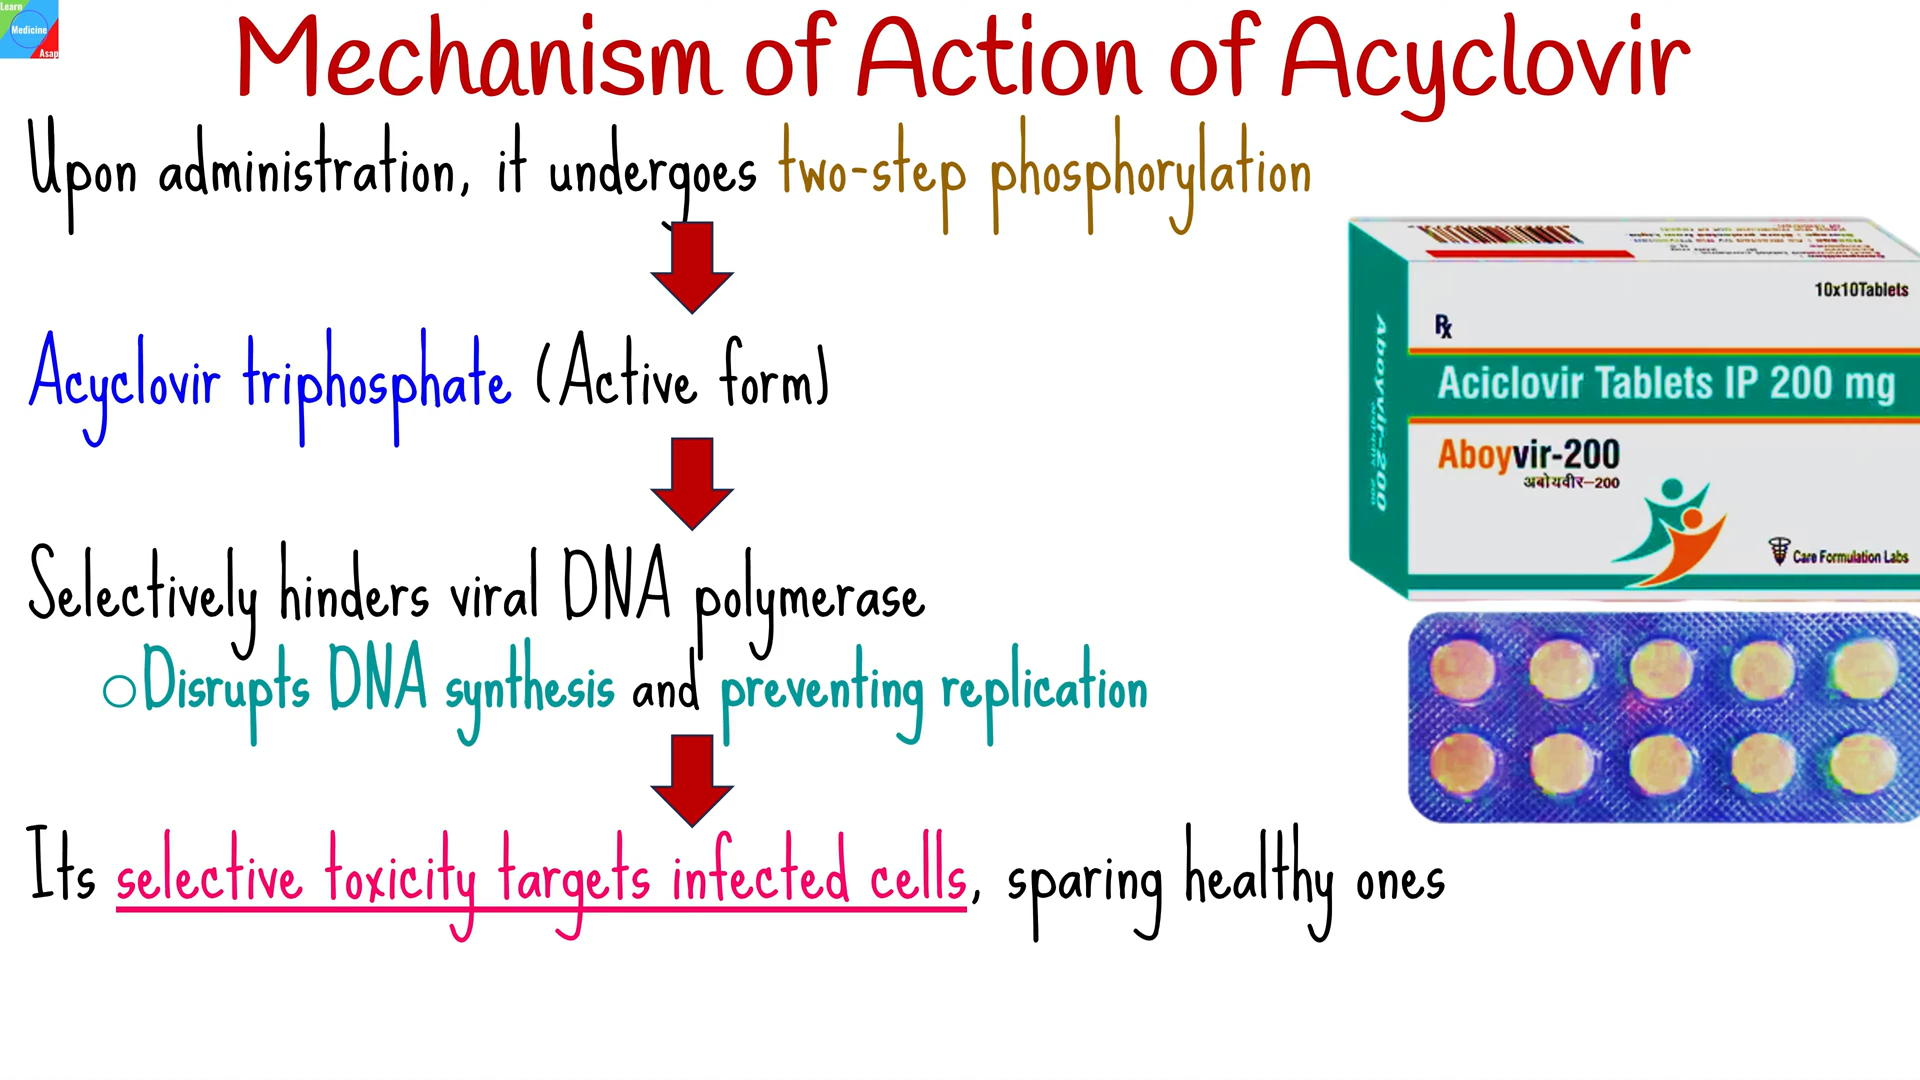 Learn
Medicine
Asap
Mechanism of Action of Acyclovir
Upon administration, it undergoes two-step phosphorylation
Acyclovir triphosphate (Active form)
Selectively hinders viral DNA polymerase
○Disrupts DNA synthesis and preventing replication
Its selective toxicity targets infected cells, sparing healthy ones
10x10Tablets
Rx
Aciclovir Tablets IP 200 mg
Aboyvir-200
अबोयवीर-200
Care Formulation Labs
Aboyvir-200